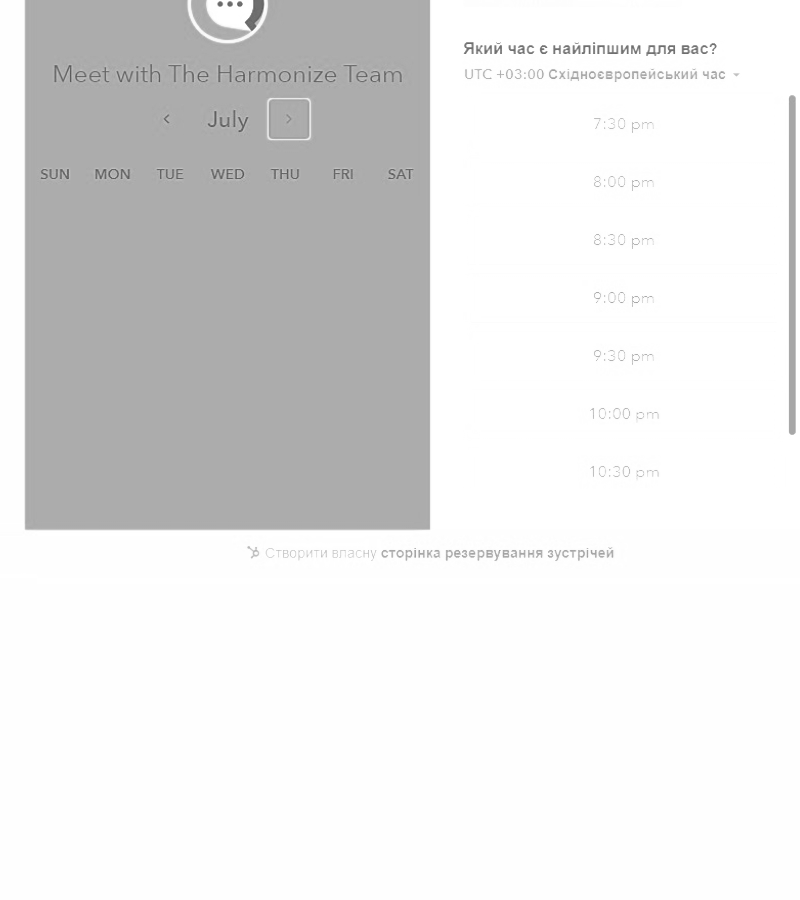 Meet with The Harmonize Team
July
SUN MON TUE WED THU FRI SAT
Який час є найліпшим для вас?
UTC +03:00 Східноєвропейський час
7:30 pm
8:00 pm
8:30 pm
9:00 pm
9:30 pm
10:00 pm
10:30 pm
Створити власну сторінка резервування зустрічей